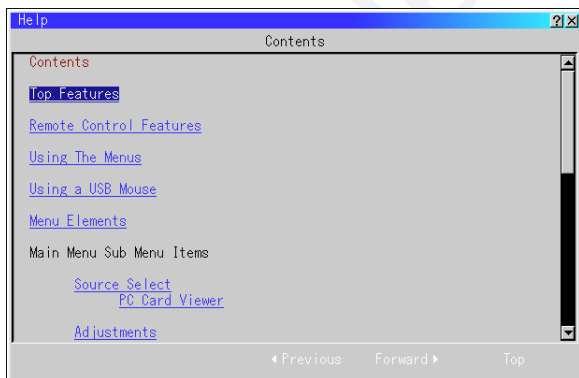 Help ?
Contents
Contents
Top Features
Remote Control Features
Using The Menus
Using a USB Mouse
Menu Elements
Main Menu Sub Menu Items
Source Select
PC Card Viewer
Adjustments
Previous Forward Top